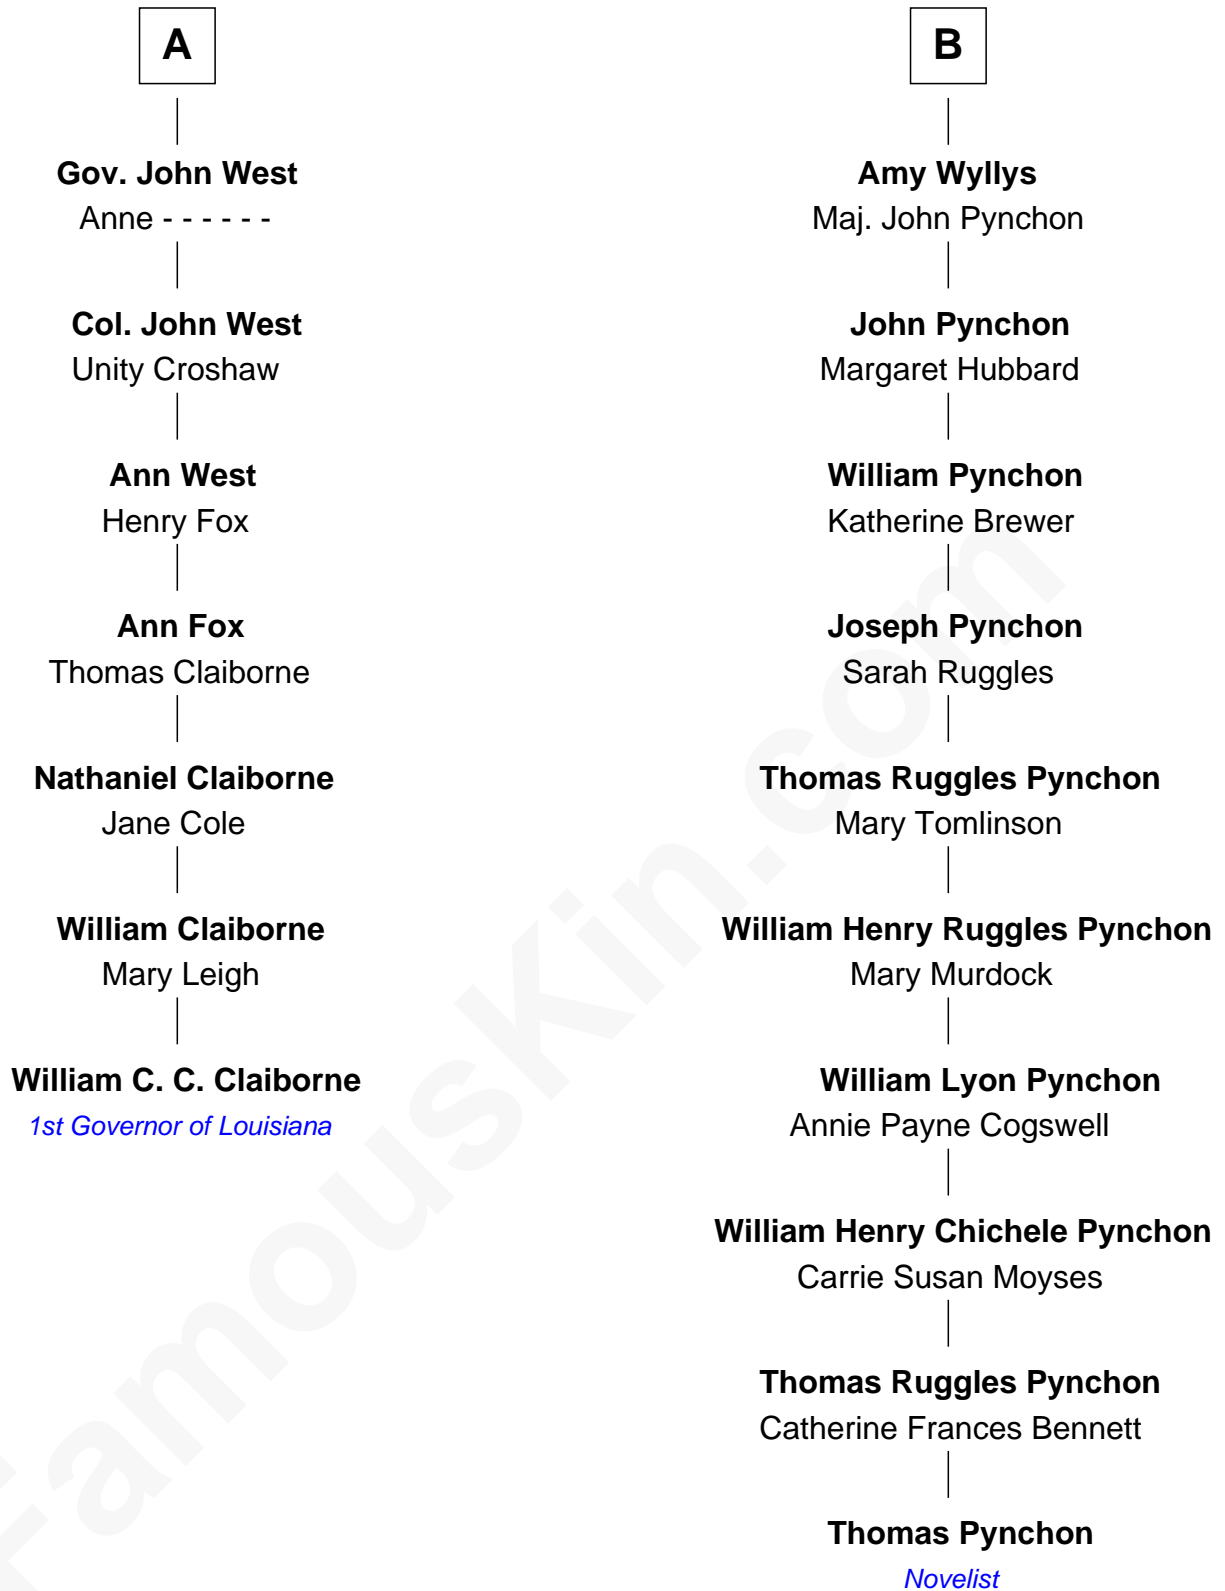 A
Gov. John West
Anne - - - - - -
Col. John West
Unity Croshaw
Ann West
Henry Fox
Ann Fox
Thomas Claiborne
Nathaniel Claiborne
Jane Cole
William Claiborne
Mary Leigh
William C. C. Claiborne
1st Governor of Louisiana
B
Amy Wyllys
Maj. John Pynchon
John Pynchon
Margaret Hubbard
William Pynchon
Katherine Brewer
Joseph Pynchon
Sarah Ruggles
Thomas Ruggles Pynchon
Mary Tomlinson
William Henry Ruggles Pynchon
Mary Murdock
William Lyon Pynchon
Annie Payne Cogswell
William Henry Chichele Pynchon
Carrie Susan Moyses
Thomas Ruggles Pynchon
Catherine Frances Bennett
Thomas Pynchon
Novelist
FamousKin.com